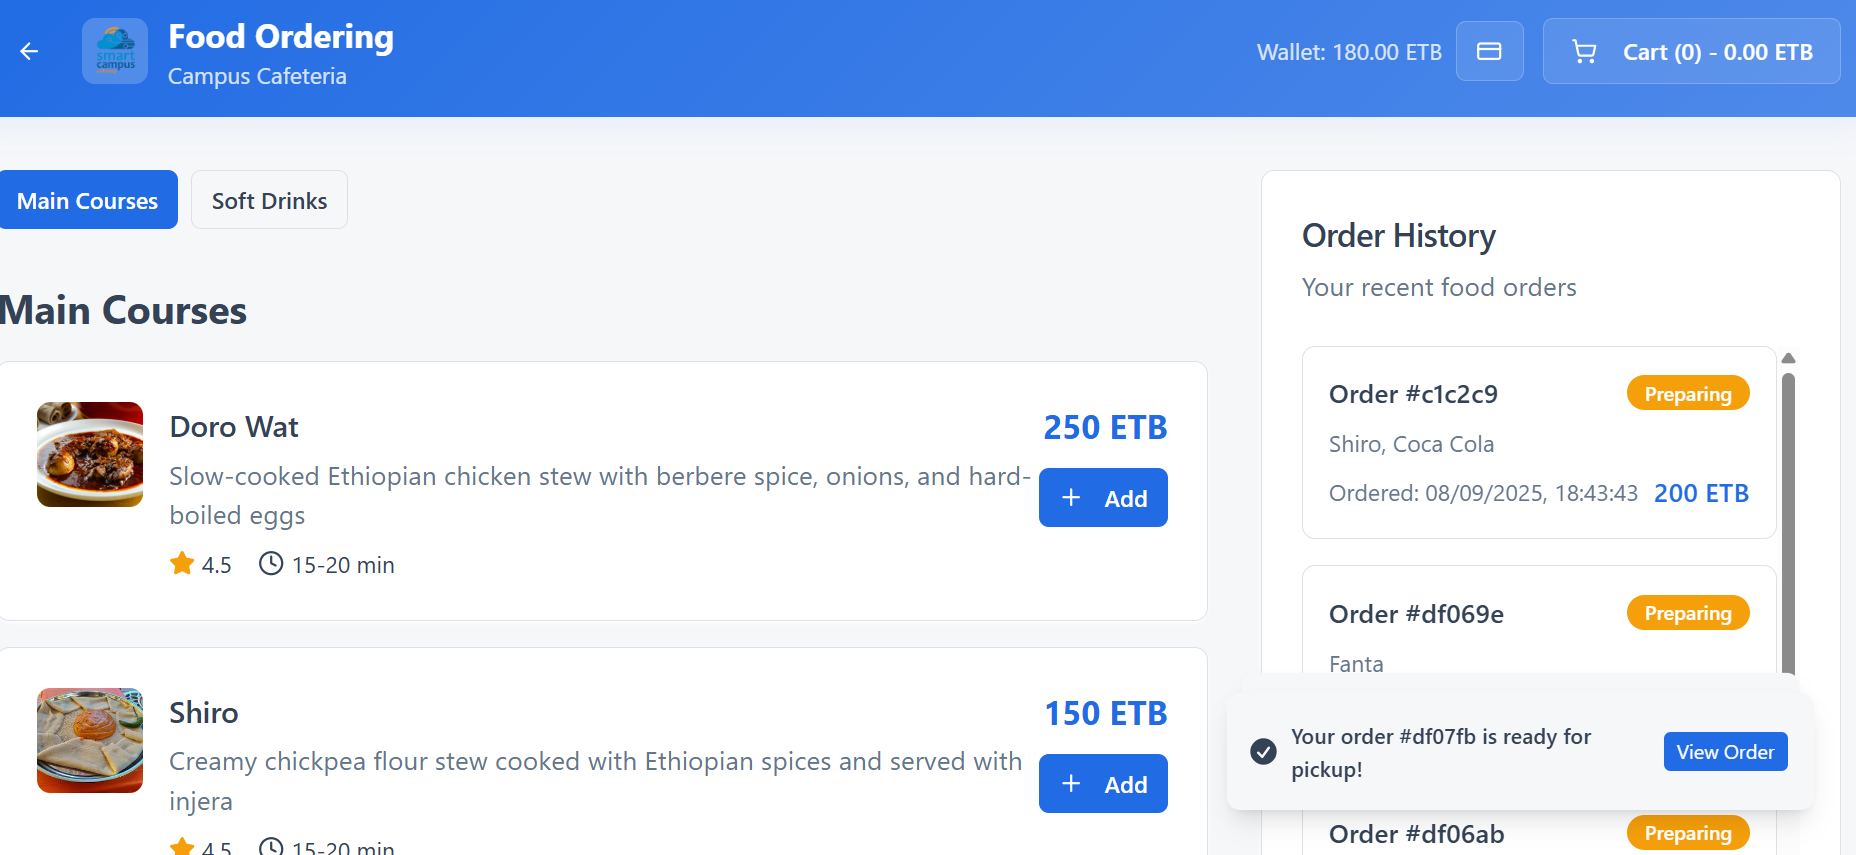 smart
campus
Food Ordering
Campus Cafeteria
Wallet: 180.00 ETB
Cart (0) - 0.00 ETB
Main Courses
Soft Drinks
Main Courses
Doro Wat
250 ETB
Slow-cooked Ethiopian chicken stew with berbere spice, onions, and hard-
boiled eggs
+ Add
4.5
15-20 min
Shiro
150 ETB
Creamy chickpea flour stew cooked with Ethiopian spices and served with
injera
+ Add
4.5
15-20 min
Order History
Your recent food orders
Order #c1c2c9
Preparing
Shiro, Coca Cola
Ordered: 08/09/2025, 18:43:43
200 ETB
Order #df069e
Preparing
Fanta
Your order #df07fb is ready for
pickup!
View Order
Order #df06ab
Preparing